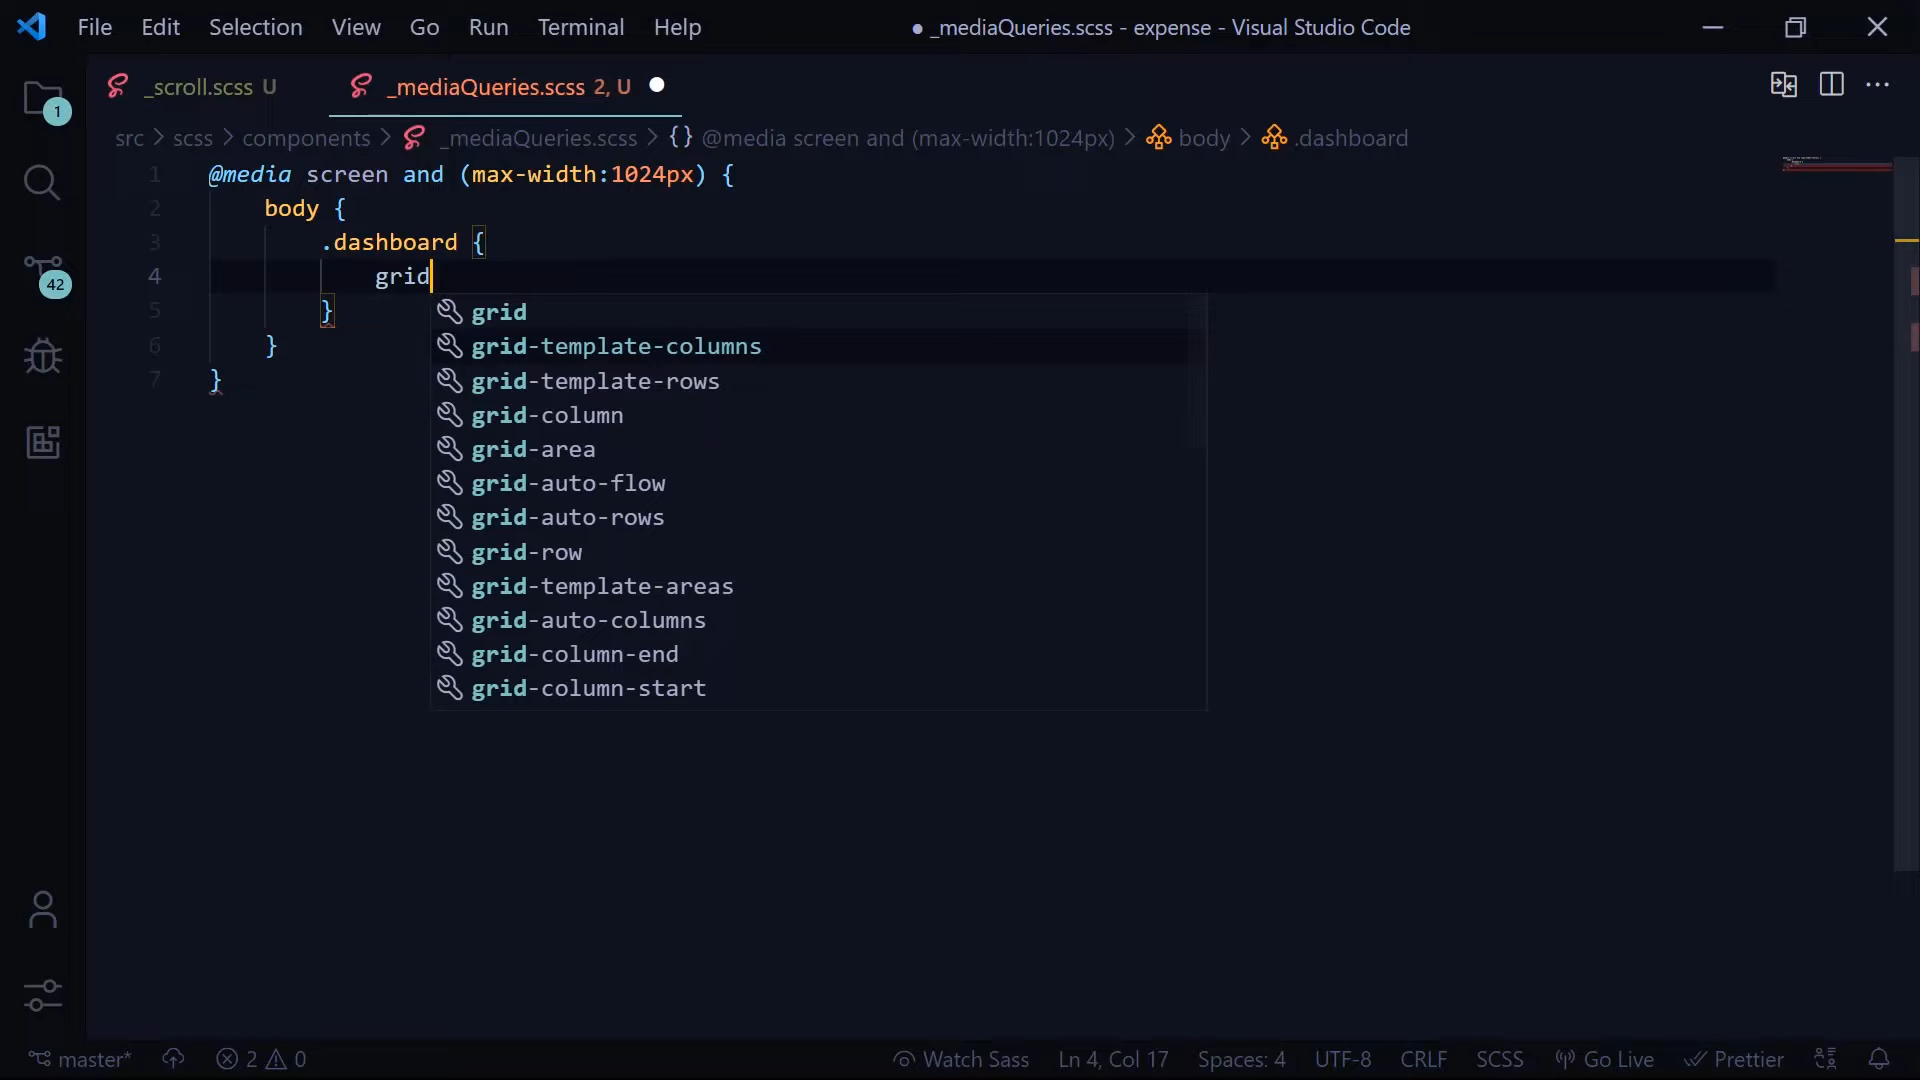 File Edit Selection View Go Run Terminal Help
● _mediaQueries.scss - expense - Visual Studio Code
_scroll.scss U
_mediaQueries.scss 2, U
1
src > scss > components > _mediaQueries.scss > {} @media screen and (max-width:1024px) > body > .dashboard
1 @media screen and (max-width:1024px) {
2 body {
3 .dashboard {
4 grid
5 }
6 }
7 }
42
grid
grid-template-columns
grid-template-rows
grid-column
grid-area
grid-auto-flow
grid-auto-rows
grid-row
grid-template-areas
grid-auto-columns
grid-column-end
grid-column-start
master* 2 0 Watch Sass Ln 4, Col 17 Spaces: 4 UTF-8 CRLF SCSS Go Live Prettier